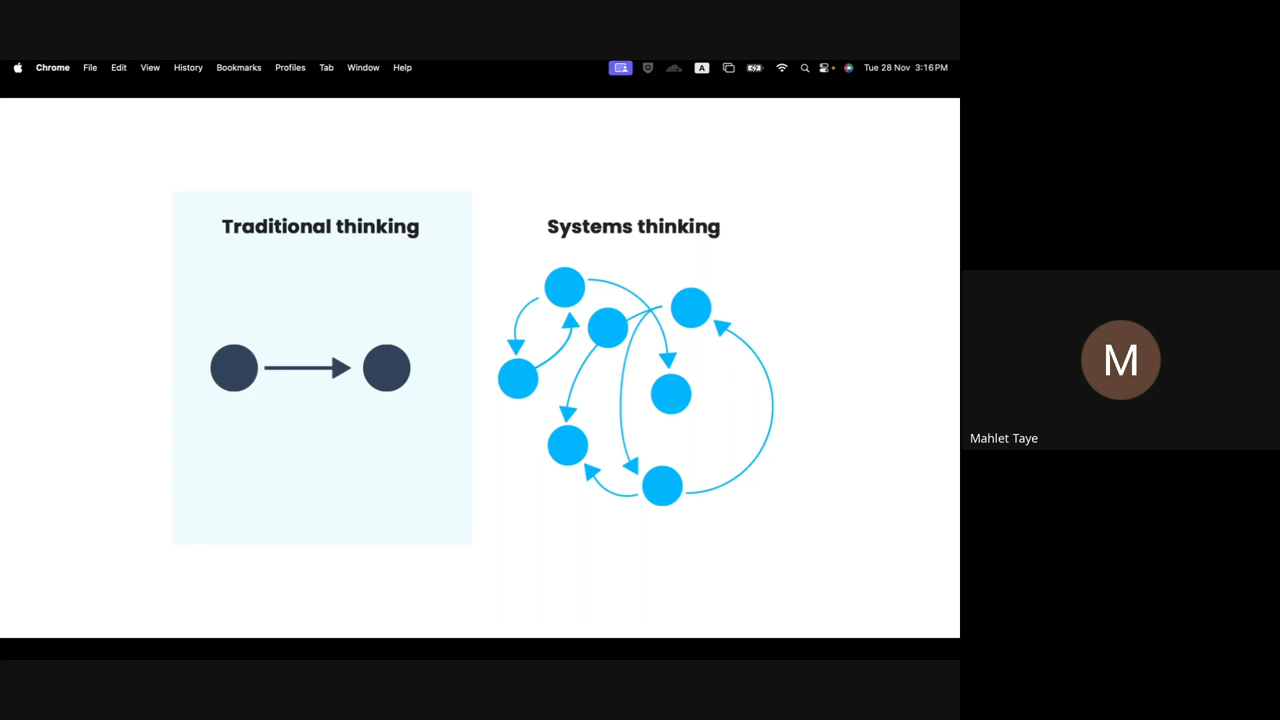 Chrome File Edit View History Bookmarks Profiles Tab Window Help A Tue 28 Nov 3:16 PM
Traditional thinking
Systems thinking
M
Mahlet Taye